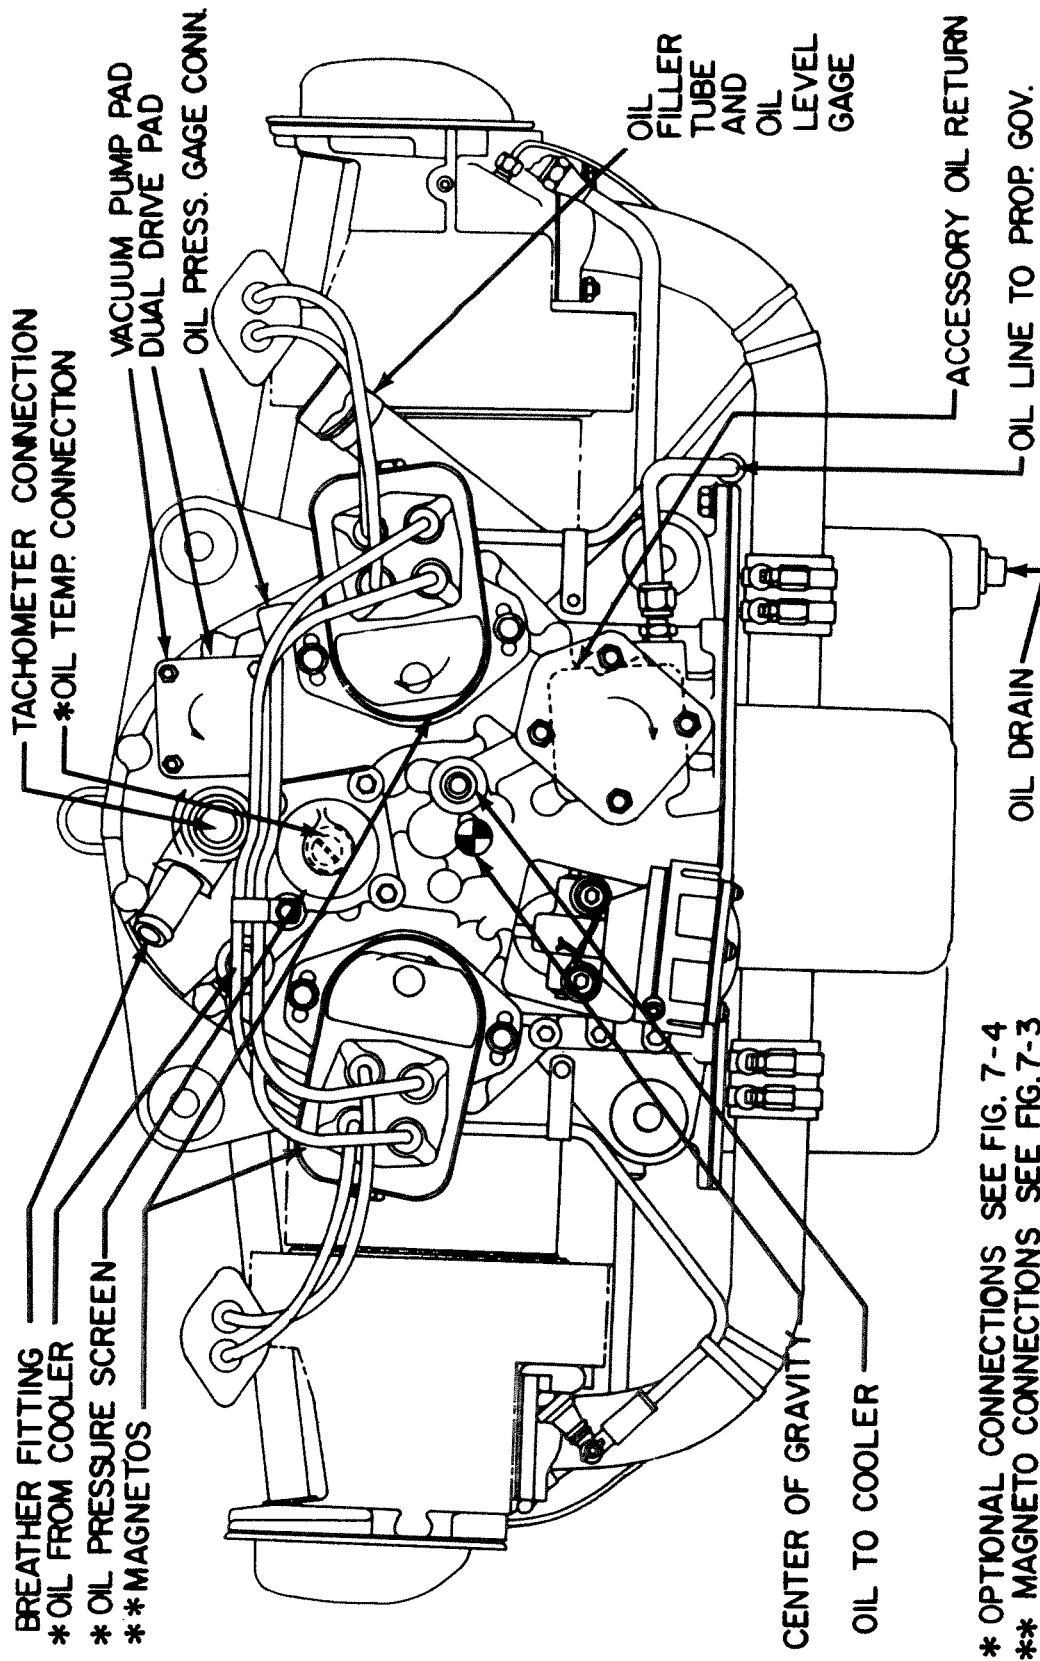 BREATHER FITTING
*OIL FROM COOLER
* OIL PRESSURE SCREEN
**MAGNETOS
TACHOMETER CONNECTION
*OIL TEMP. CONNECTION
VACUUM PUMP PAD
DUAL DRIVE PAD
OIL PRESS. GAGE CONN.
OIL
FILLER
TUBE
AND
OIL
LEVEL
GAGE
ACCESSORY OIL RETURN
OIL LINE TO PROP. GOV.
OIL DRAIN
CENTER OF GRAVITY
OIL TO COOLER
* OPTIONAL CONNECTIONS SEE FIG. 7-4
** MAGNETO CONNECTIONS SEE FIG. 7-3